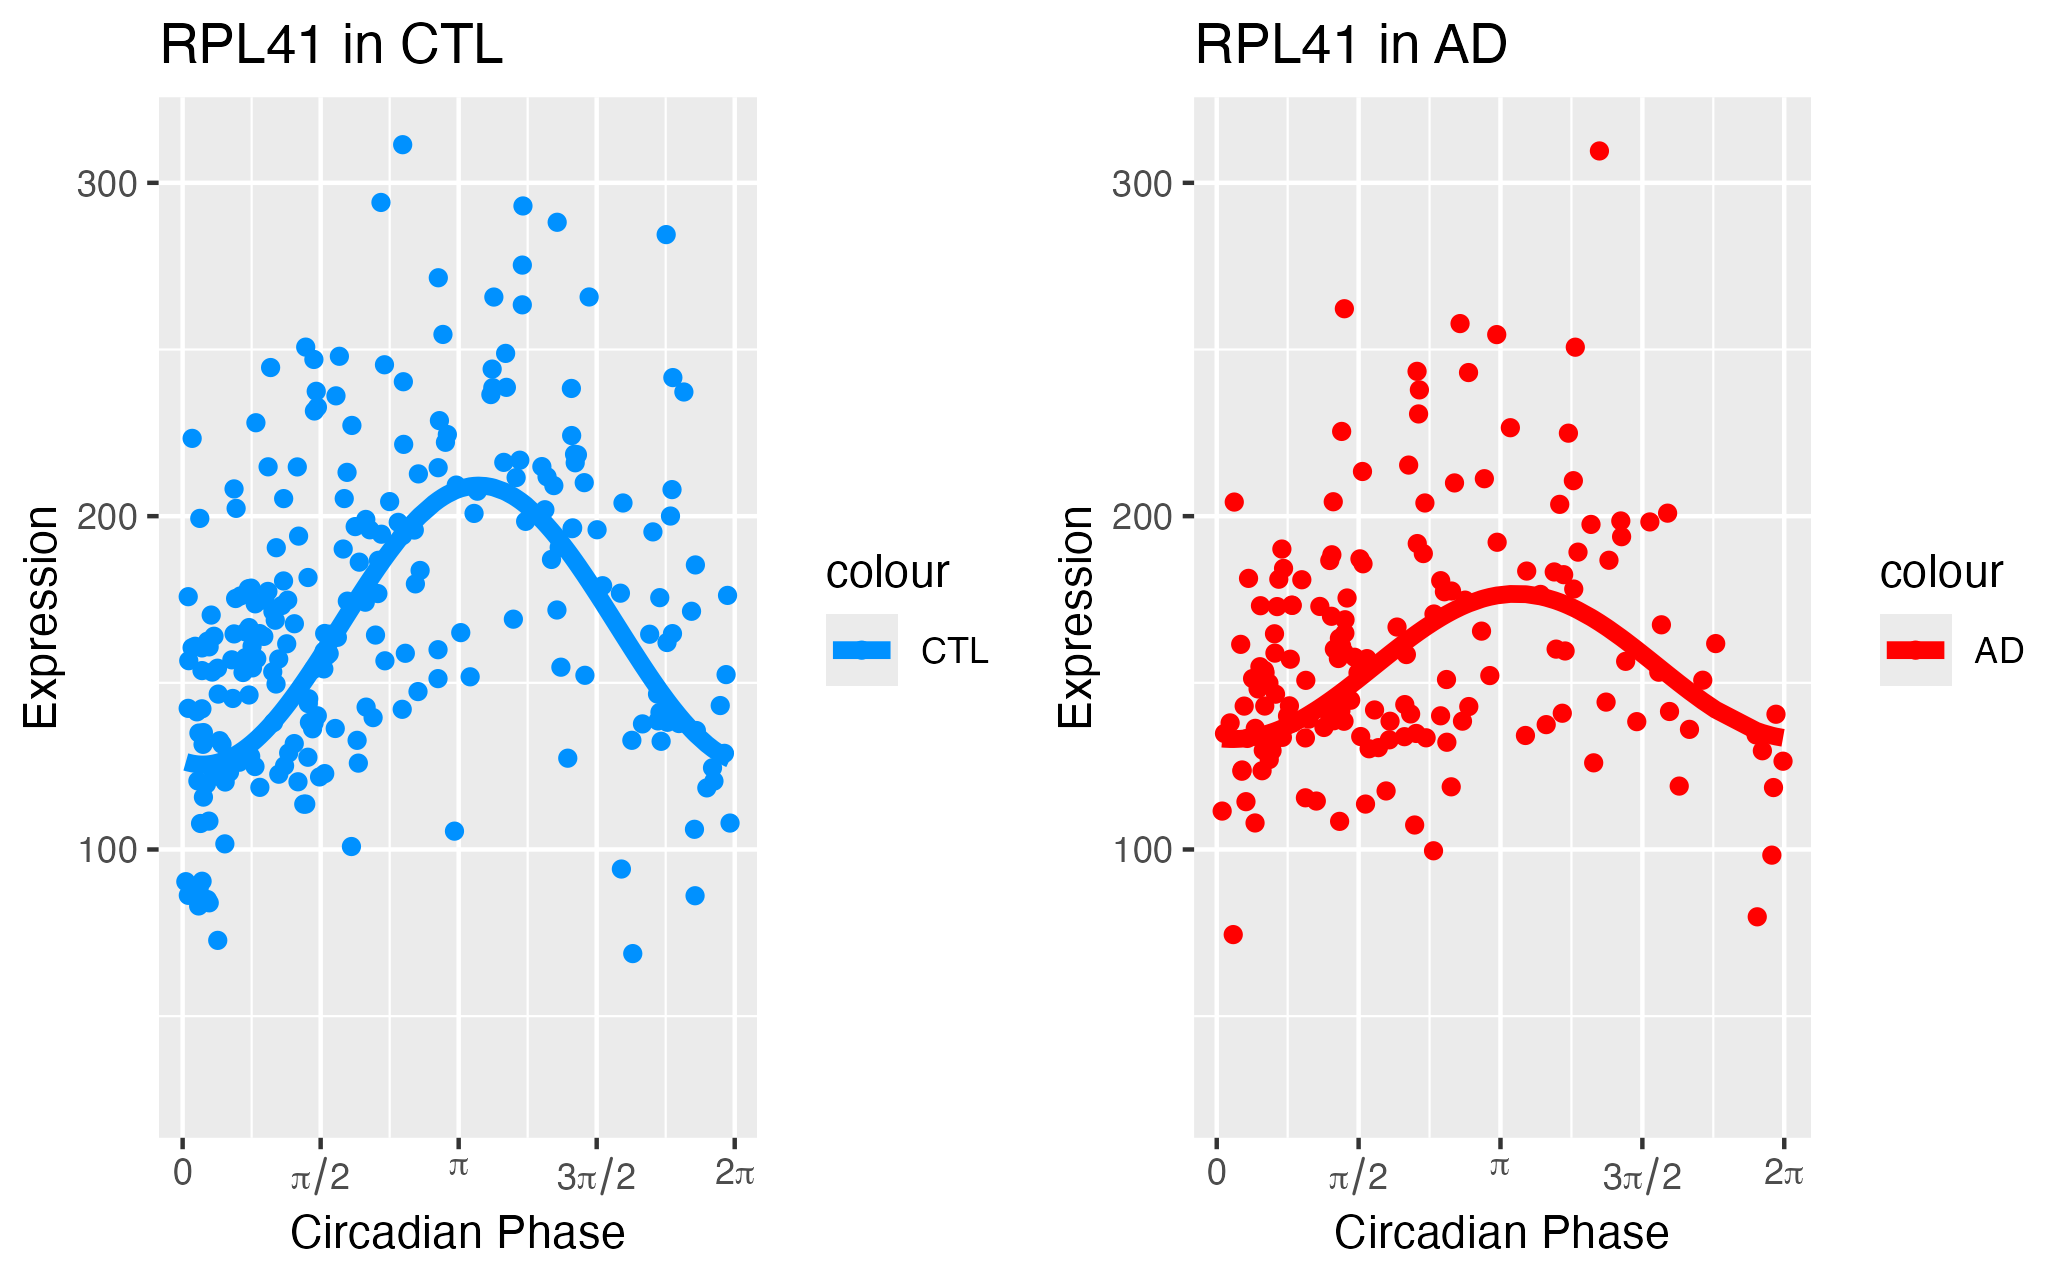 RPL41 in CTL
300
200
100
Expression
0
π/2
π
3π/2
2π
Circadian Phase
colour
CTL
RPL41 in AD
300
200
100
Expression
0
π/2
π
3π/2
2π
Circadian Phase
colour
AD